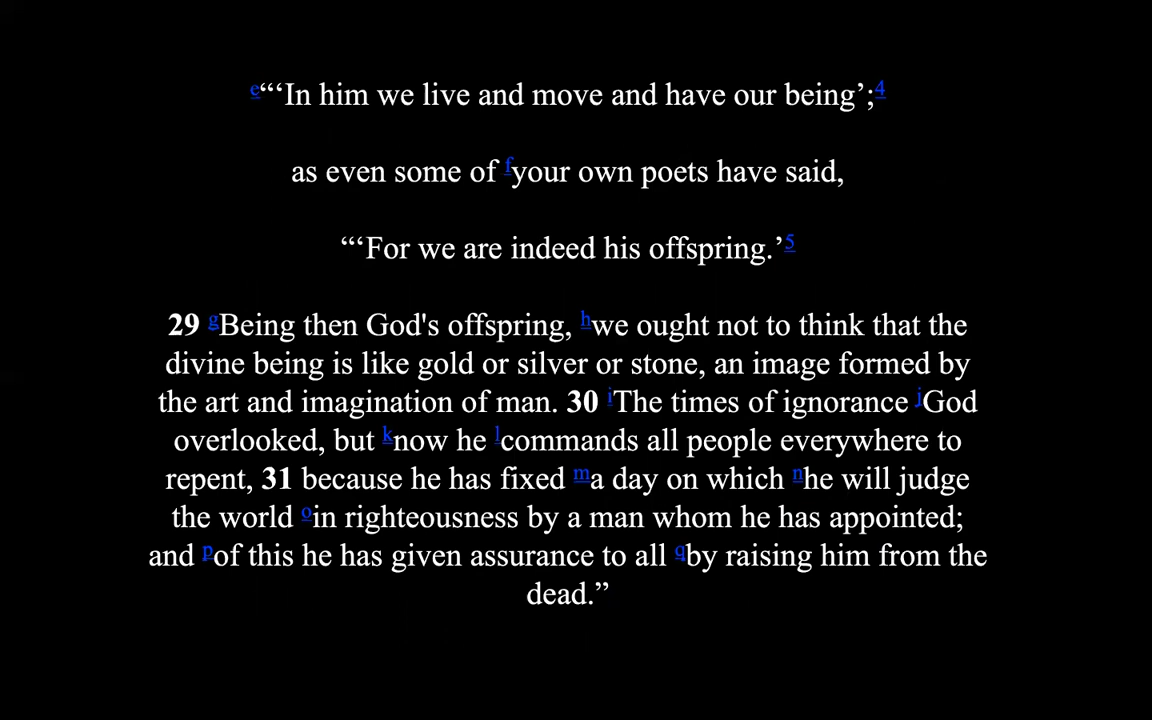 e“‘In him we live and move and have our being’;4
as even some of fyour own poets have said,
“‘For we are indeed his offspring.’5
29 gBeing then God's offspring, hwe ought not to think that the
divine being is like gold or silver or stone, an image formed by
the art and imagination of man. 30 iThe times of ignorance jGod
overlooked, but know he lcommands all people everywhere to
repent, 31 because he has fixed ma day on which nhe will judge
the world oin righteousness by a man whom he has appointed;
and pof this he has given assurance to all qby raising him from the
dead.”